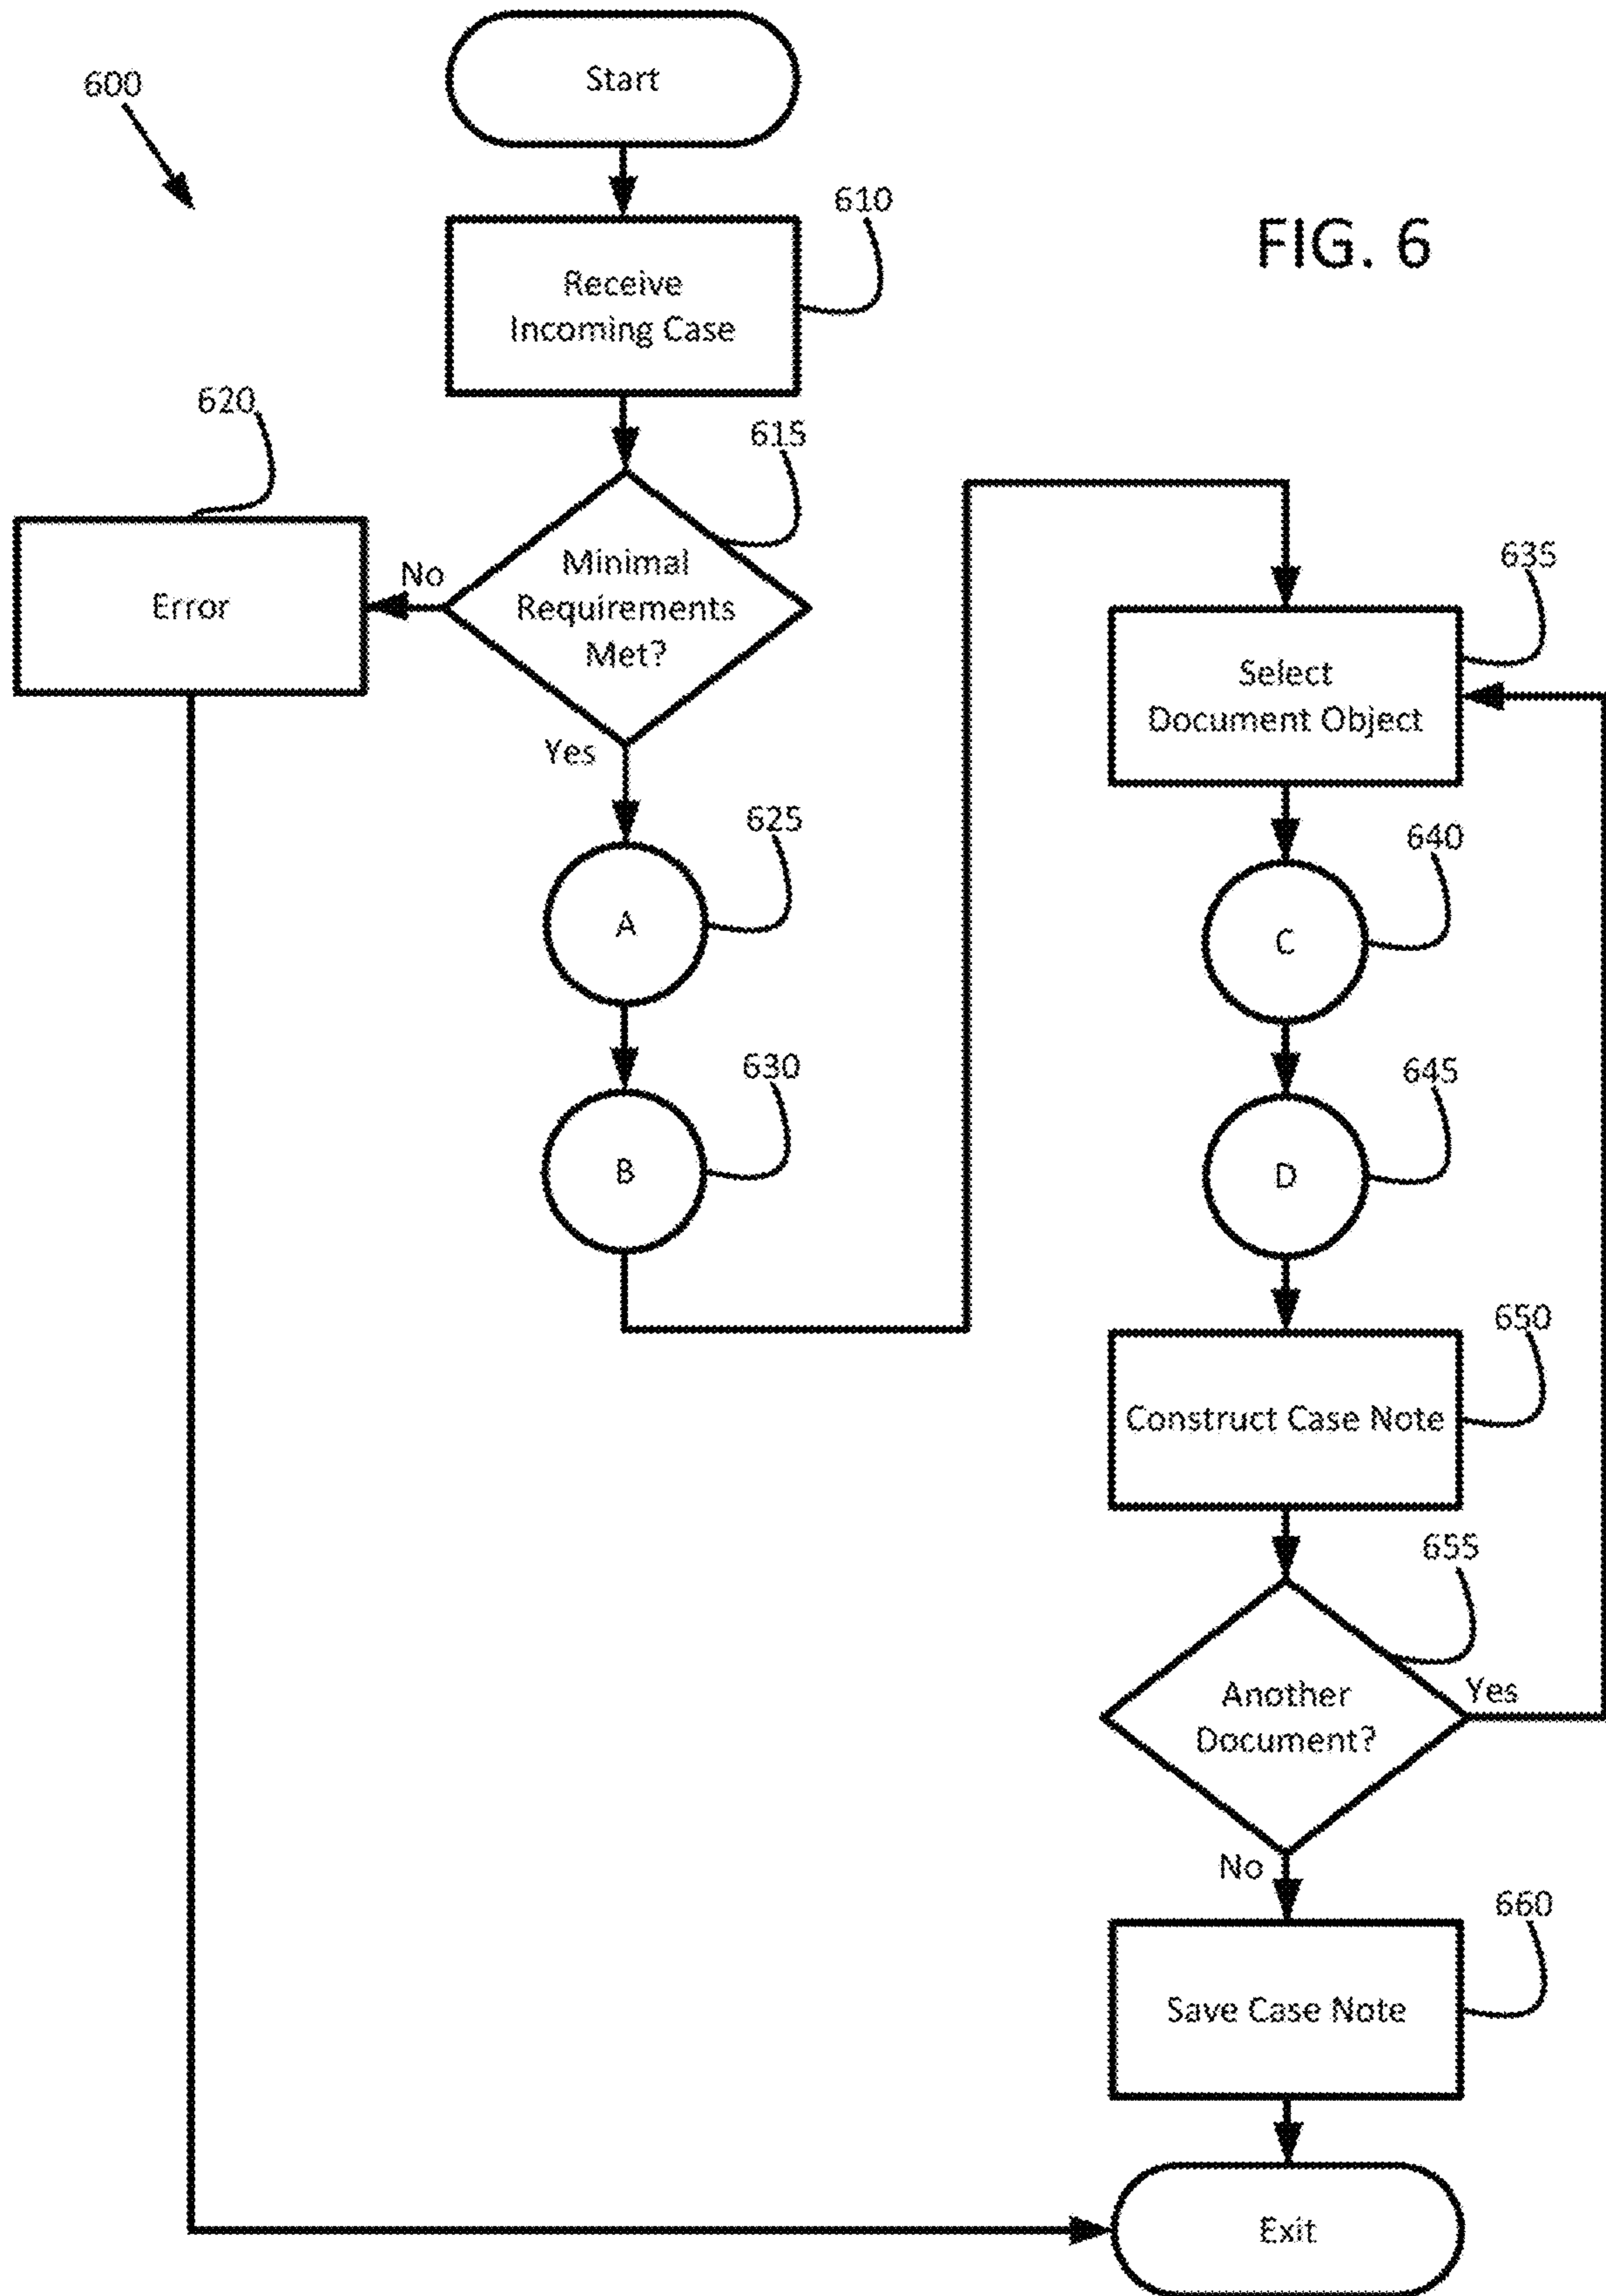 600
Start
FIG. 6
610
Receive
Incoming Case
620
615
Error
No
Minimal
Requirements
Met?
Yes
625
A
630
B
635
Select
Document Object
640
C
645
D
650
Construct Case Note
655
Another
Document?
Yes
No
660
Save Case Note
Exit